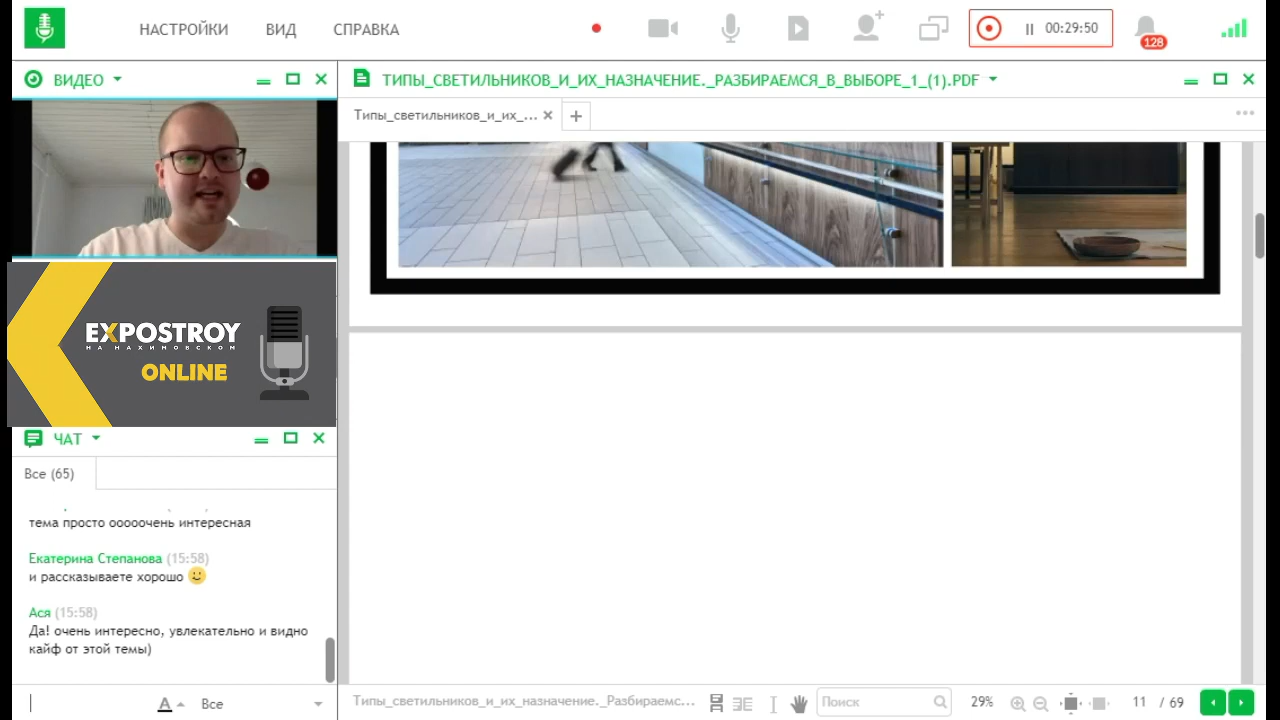 НАСТРОЙКИ ВИД СПРАВКА 00:29:50 128
ВИДЕО
ТИПЫ_СВЕТИЛЬНИКОВ_И_ИХ_НАЗНАЧЕНИЕ._РАЗБИРАЕМСЯ_В_ВЫБОРЕ_1_(1).PDF
Типы_светильников_и_их_...
EXPOSTROY
НА НАХИМОВСКОМ
ONLINE
ЧАТ
Все (65)
тема просто ооооочень интересная
Екатерина Степанова (15:58)
и рассказываете хорошо
Ася (15:58)
Да! очень интересно, увлекательно и видно
кайф от этой темы)
A Все
Типы_светильников_и_их_назначение._Разбираемс... Поиск 29% 11 / 69